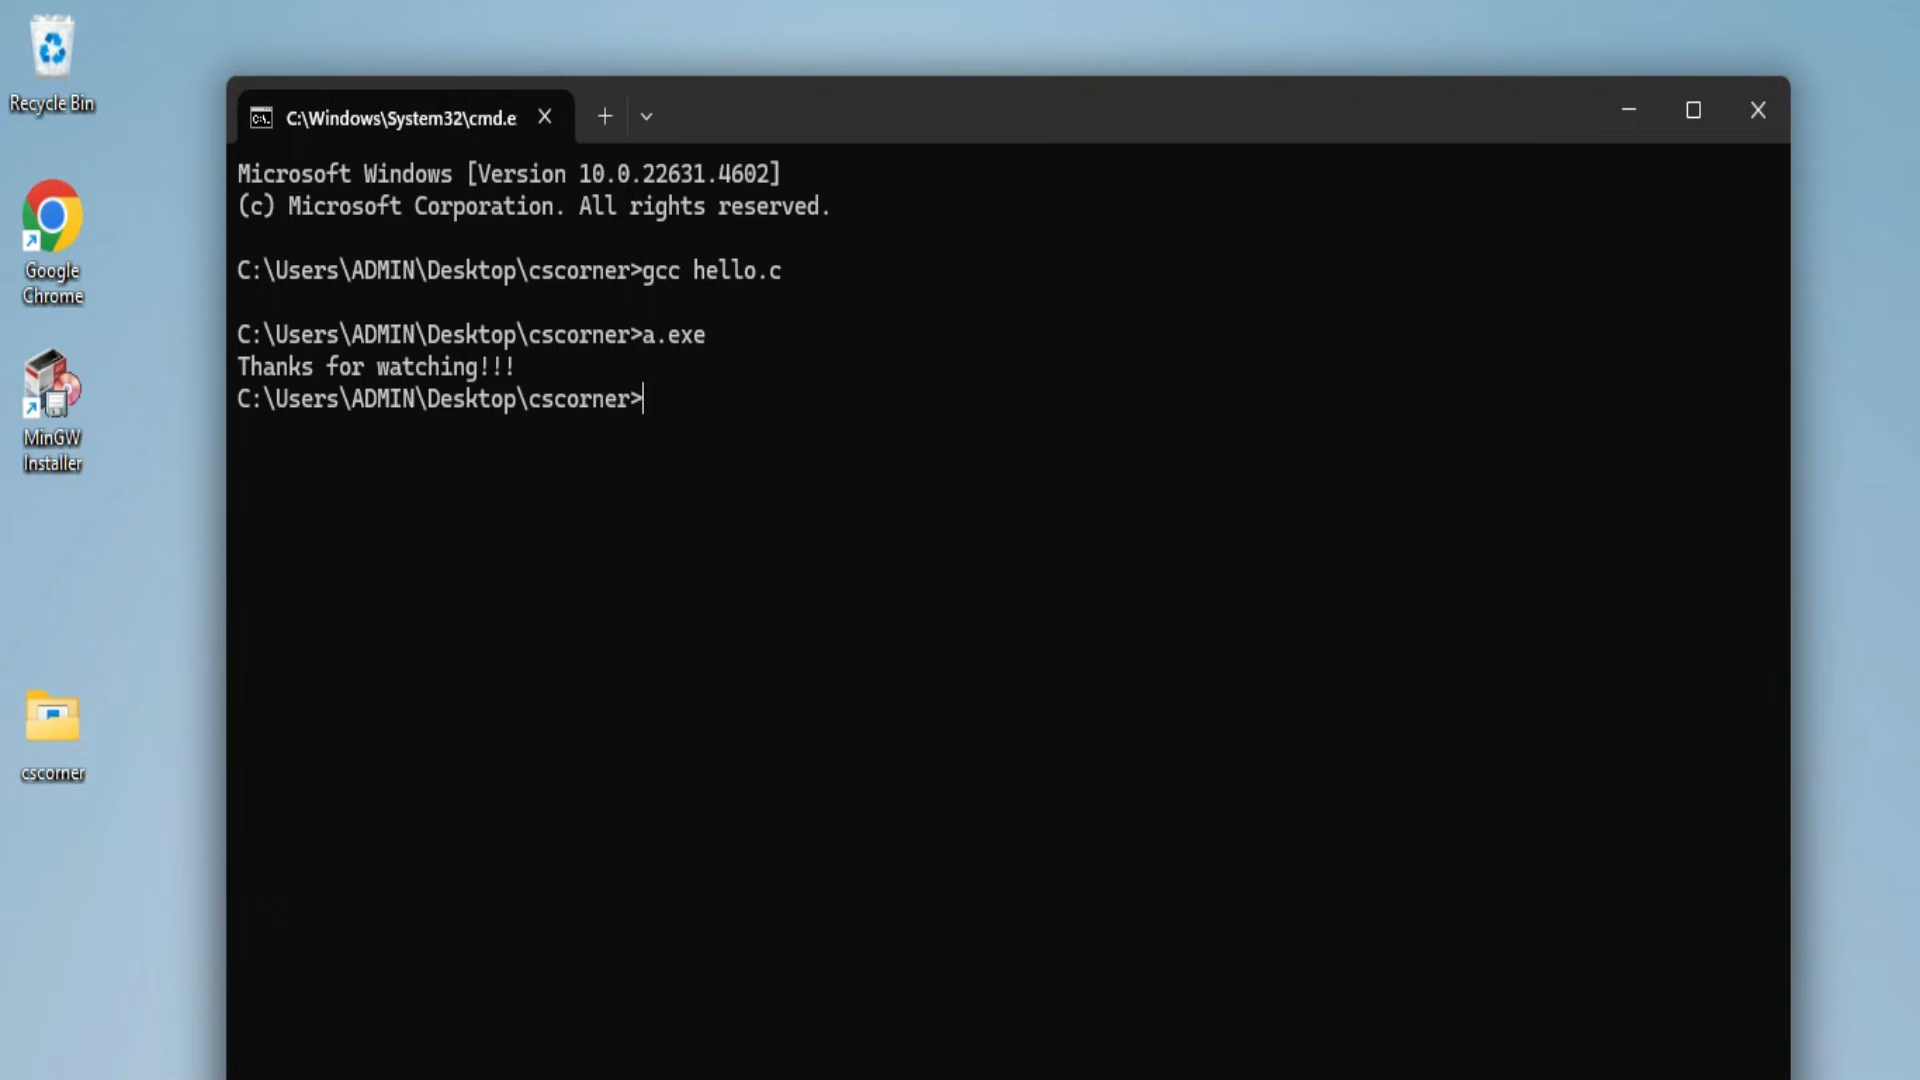 Recycle Bin
Google
Chrome
MinGW
Installer
cscorner
C:\Windows\System32\cmd.e
Microsoft Windows [Version 10.0.22631.4602]
(c) Microsoft Corporation. All rights reserved.
C:\Users\ADMIN\Desktop\cscorner>gcc hello.c
C:\Users\ADMIN\Desktop\cscorner>a.exe
Thanks for watching!!!
C:\Users\ADMIN\Desktop\cscorner>